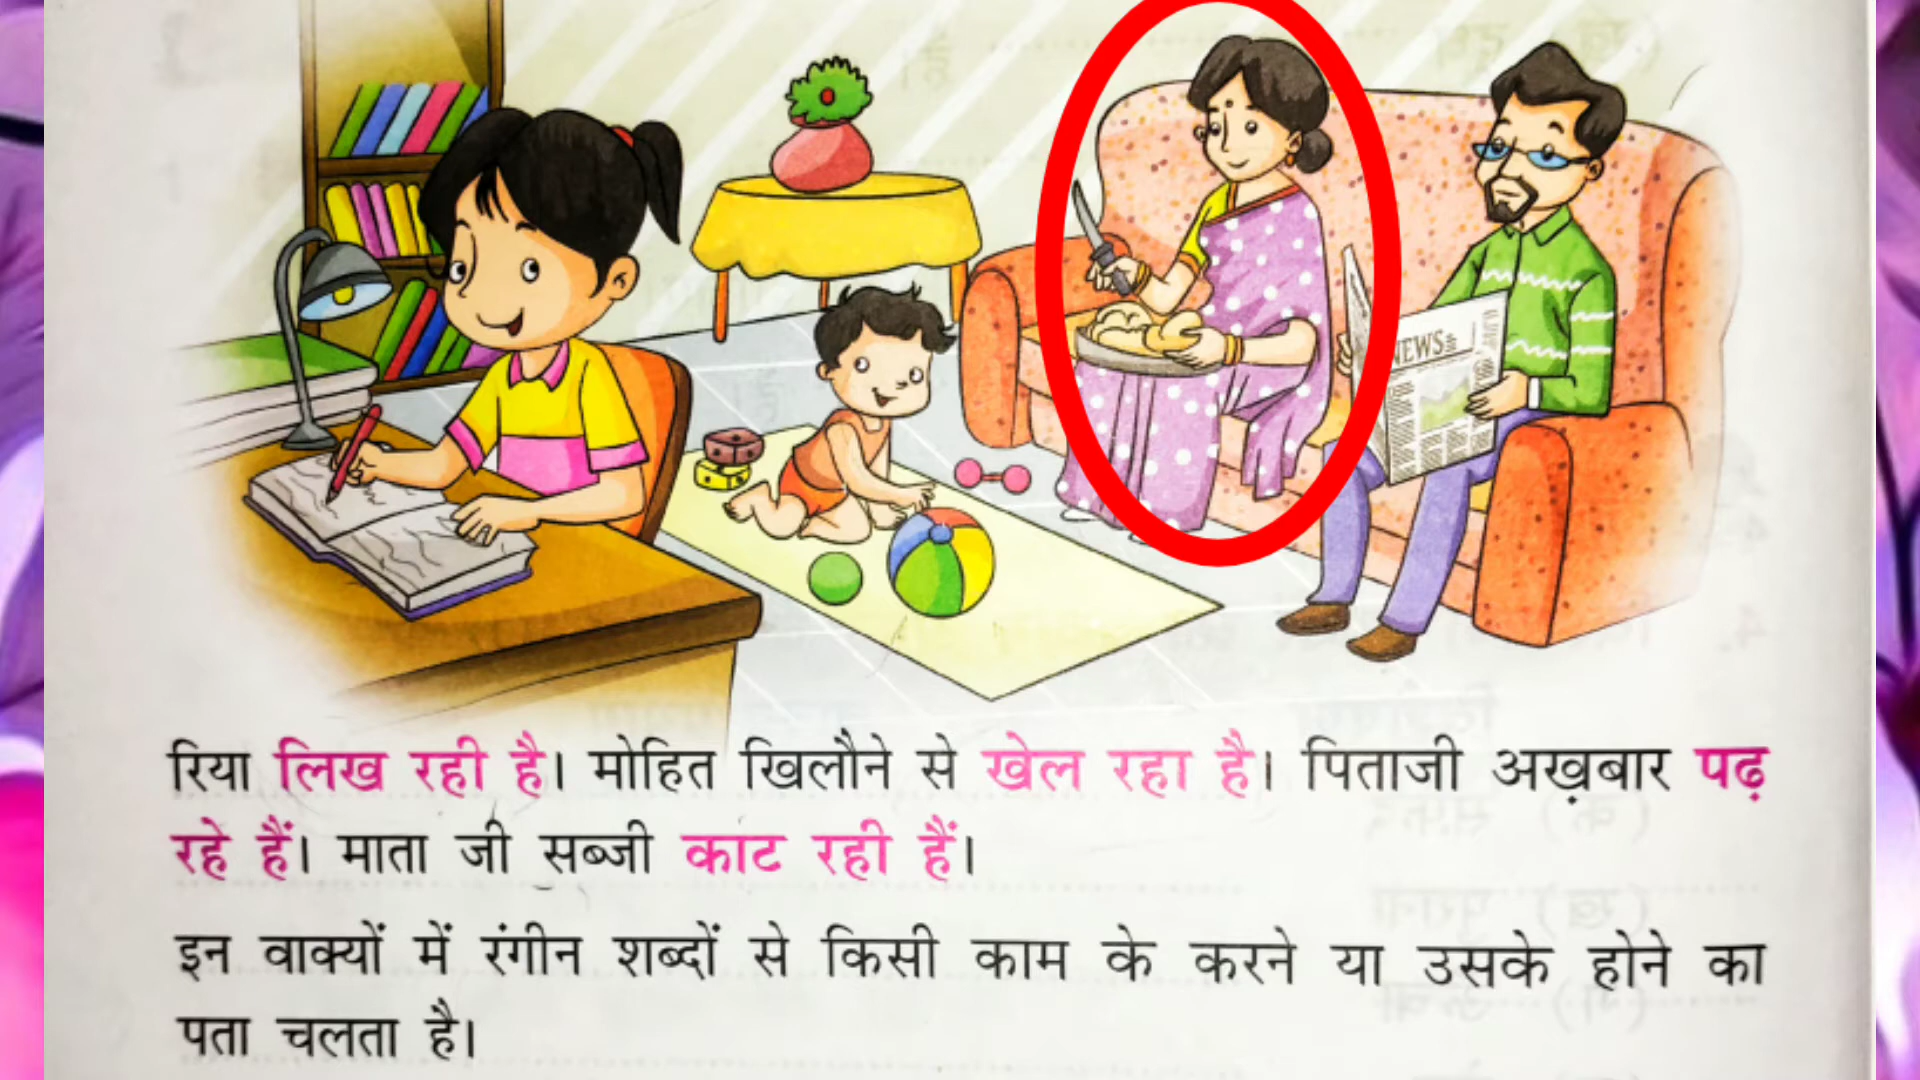 NEWS
रिया लिख रही है। मोहित खिलौने से खेल रहा है। पिताजी अख़बार पढ़
रहे हैं। माता जी सब्जी काट रही हैं।
इन वाक्यों में रंगीन शब्दों से किसी काम के करने या उसके होने का
पता चलता है।